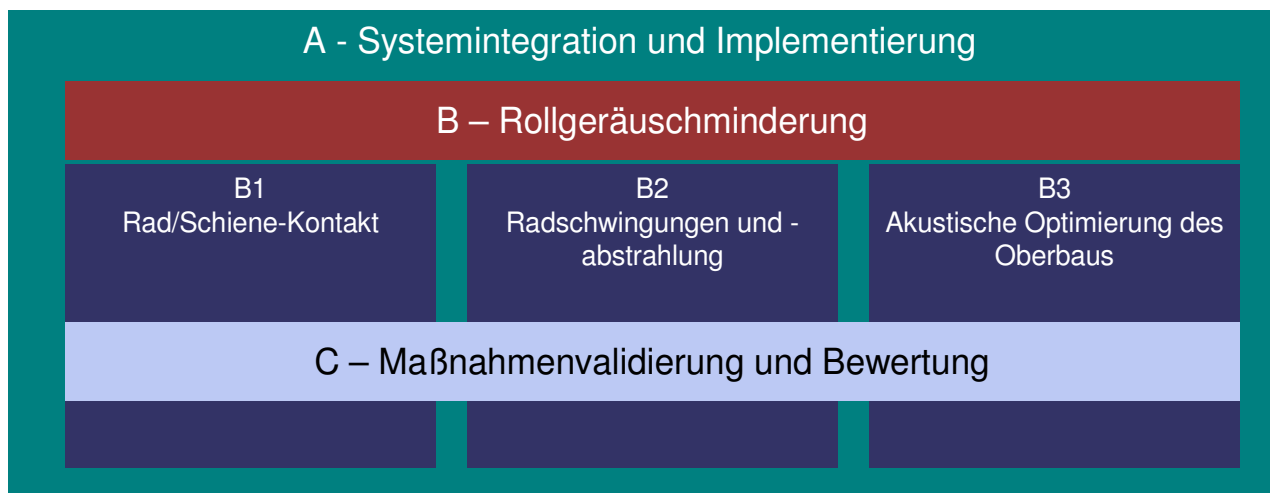 A - Systemintegration und Implementierung
B – Rollgeräuschminderung
B1
Rad/Schiene-Kontakt
B2
Radschwingungen und -
abstrahlung
B3
Akustische Optimierung des
Oberbaus
C – Maßnahmenvalidierung und Bewertung